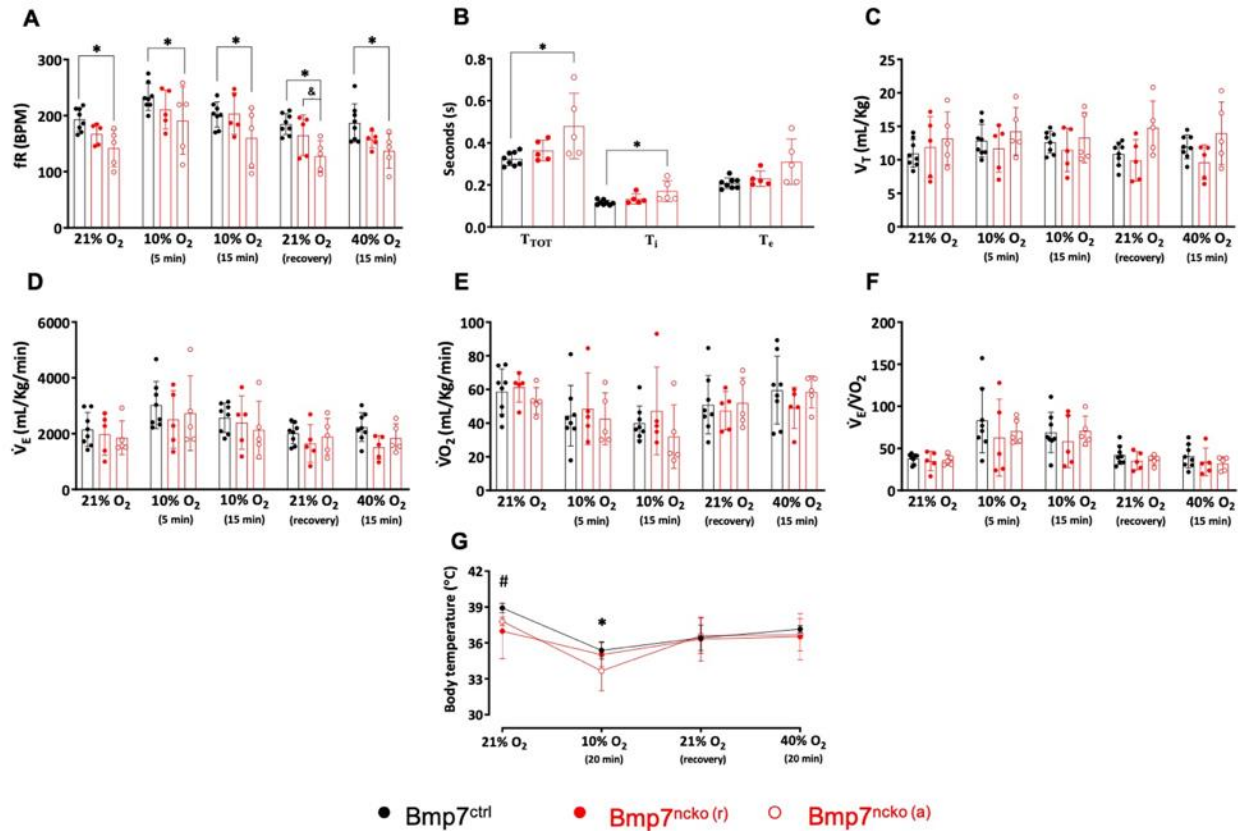 A
fR (BPM)
300
200
100
0
* * * * & *
21% O₂ 10% O₂ 10% O₂ 21% O₂ 40% O₂
(5 min) (15 min) (recovery) (15 min)
B
Seconds (s)
0.8
0.6
0.4
0.2
0.0
* *
T_TOT T_i T_e
C
V_T (mL/Kg)
25
20
15
10
5
0
21% O₂ 10% O₂ 10% O₂ 21% O₂ 40% O₂
(5 min) (15 min) (recovery) (15 min)
D
V̇_E (mL/Kg/min)
6000
4000
2000
0
21% O₂ 10% O₂ 10% O₂ 21% O₂ 40% O₂
(5 min) (15 min) (recovery) (15 min)
E
V̇O₂ (mL/Kg/min)
100
80
60
40
20
0
21% O₂ 10% O₂ 10% O₂ 21% O₂ 40% O₂
(5 min) (15 min) (recovery) (15 min)
F
V̇_E/V̇O₂
200
150
100
50
0
21% O₂ 10% O₂ 10% O₂ 21% O₂ 40% O₂
(5 min) (15 min) (recovery) (15 min)
G
Body temperature (°C)
42
39
36
33
30
# *
21% O₂ 10% O₂ 21% O₂ 40% O₂
(20 min) (recovery) (20 min)
Bmp7ctrl Bmp7ncko (r) Bmp7ncko (a)